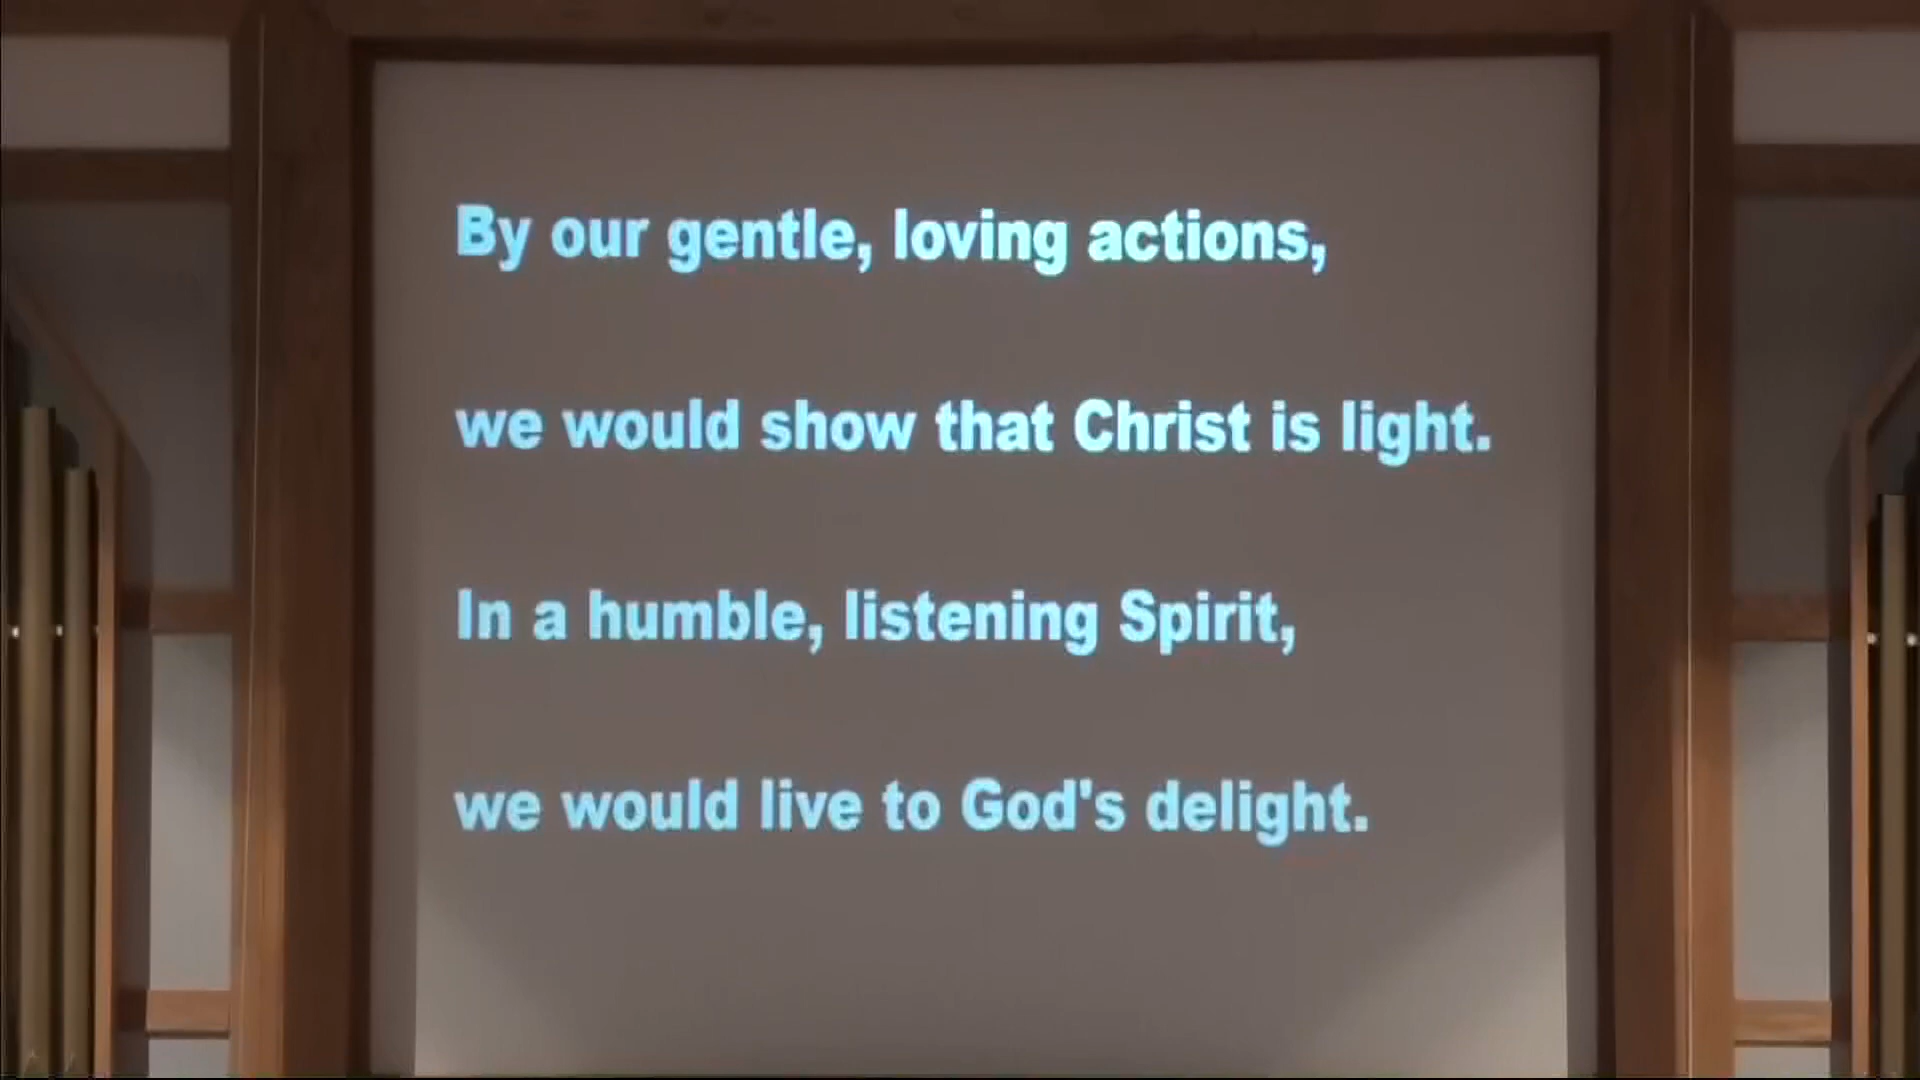 By our gentle, loving actions,
we would show that Christ is light.
In a humble, listening Spirit,
we would live to God's delight.